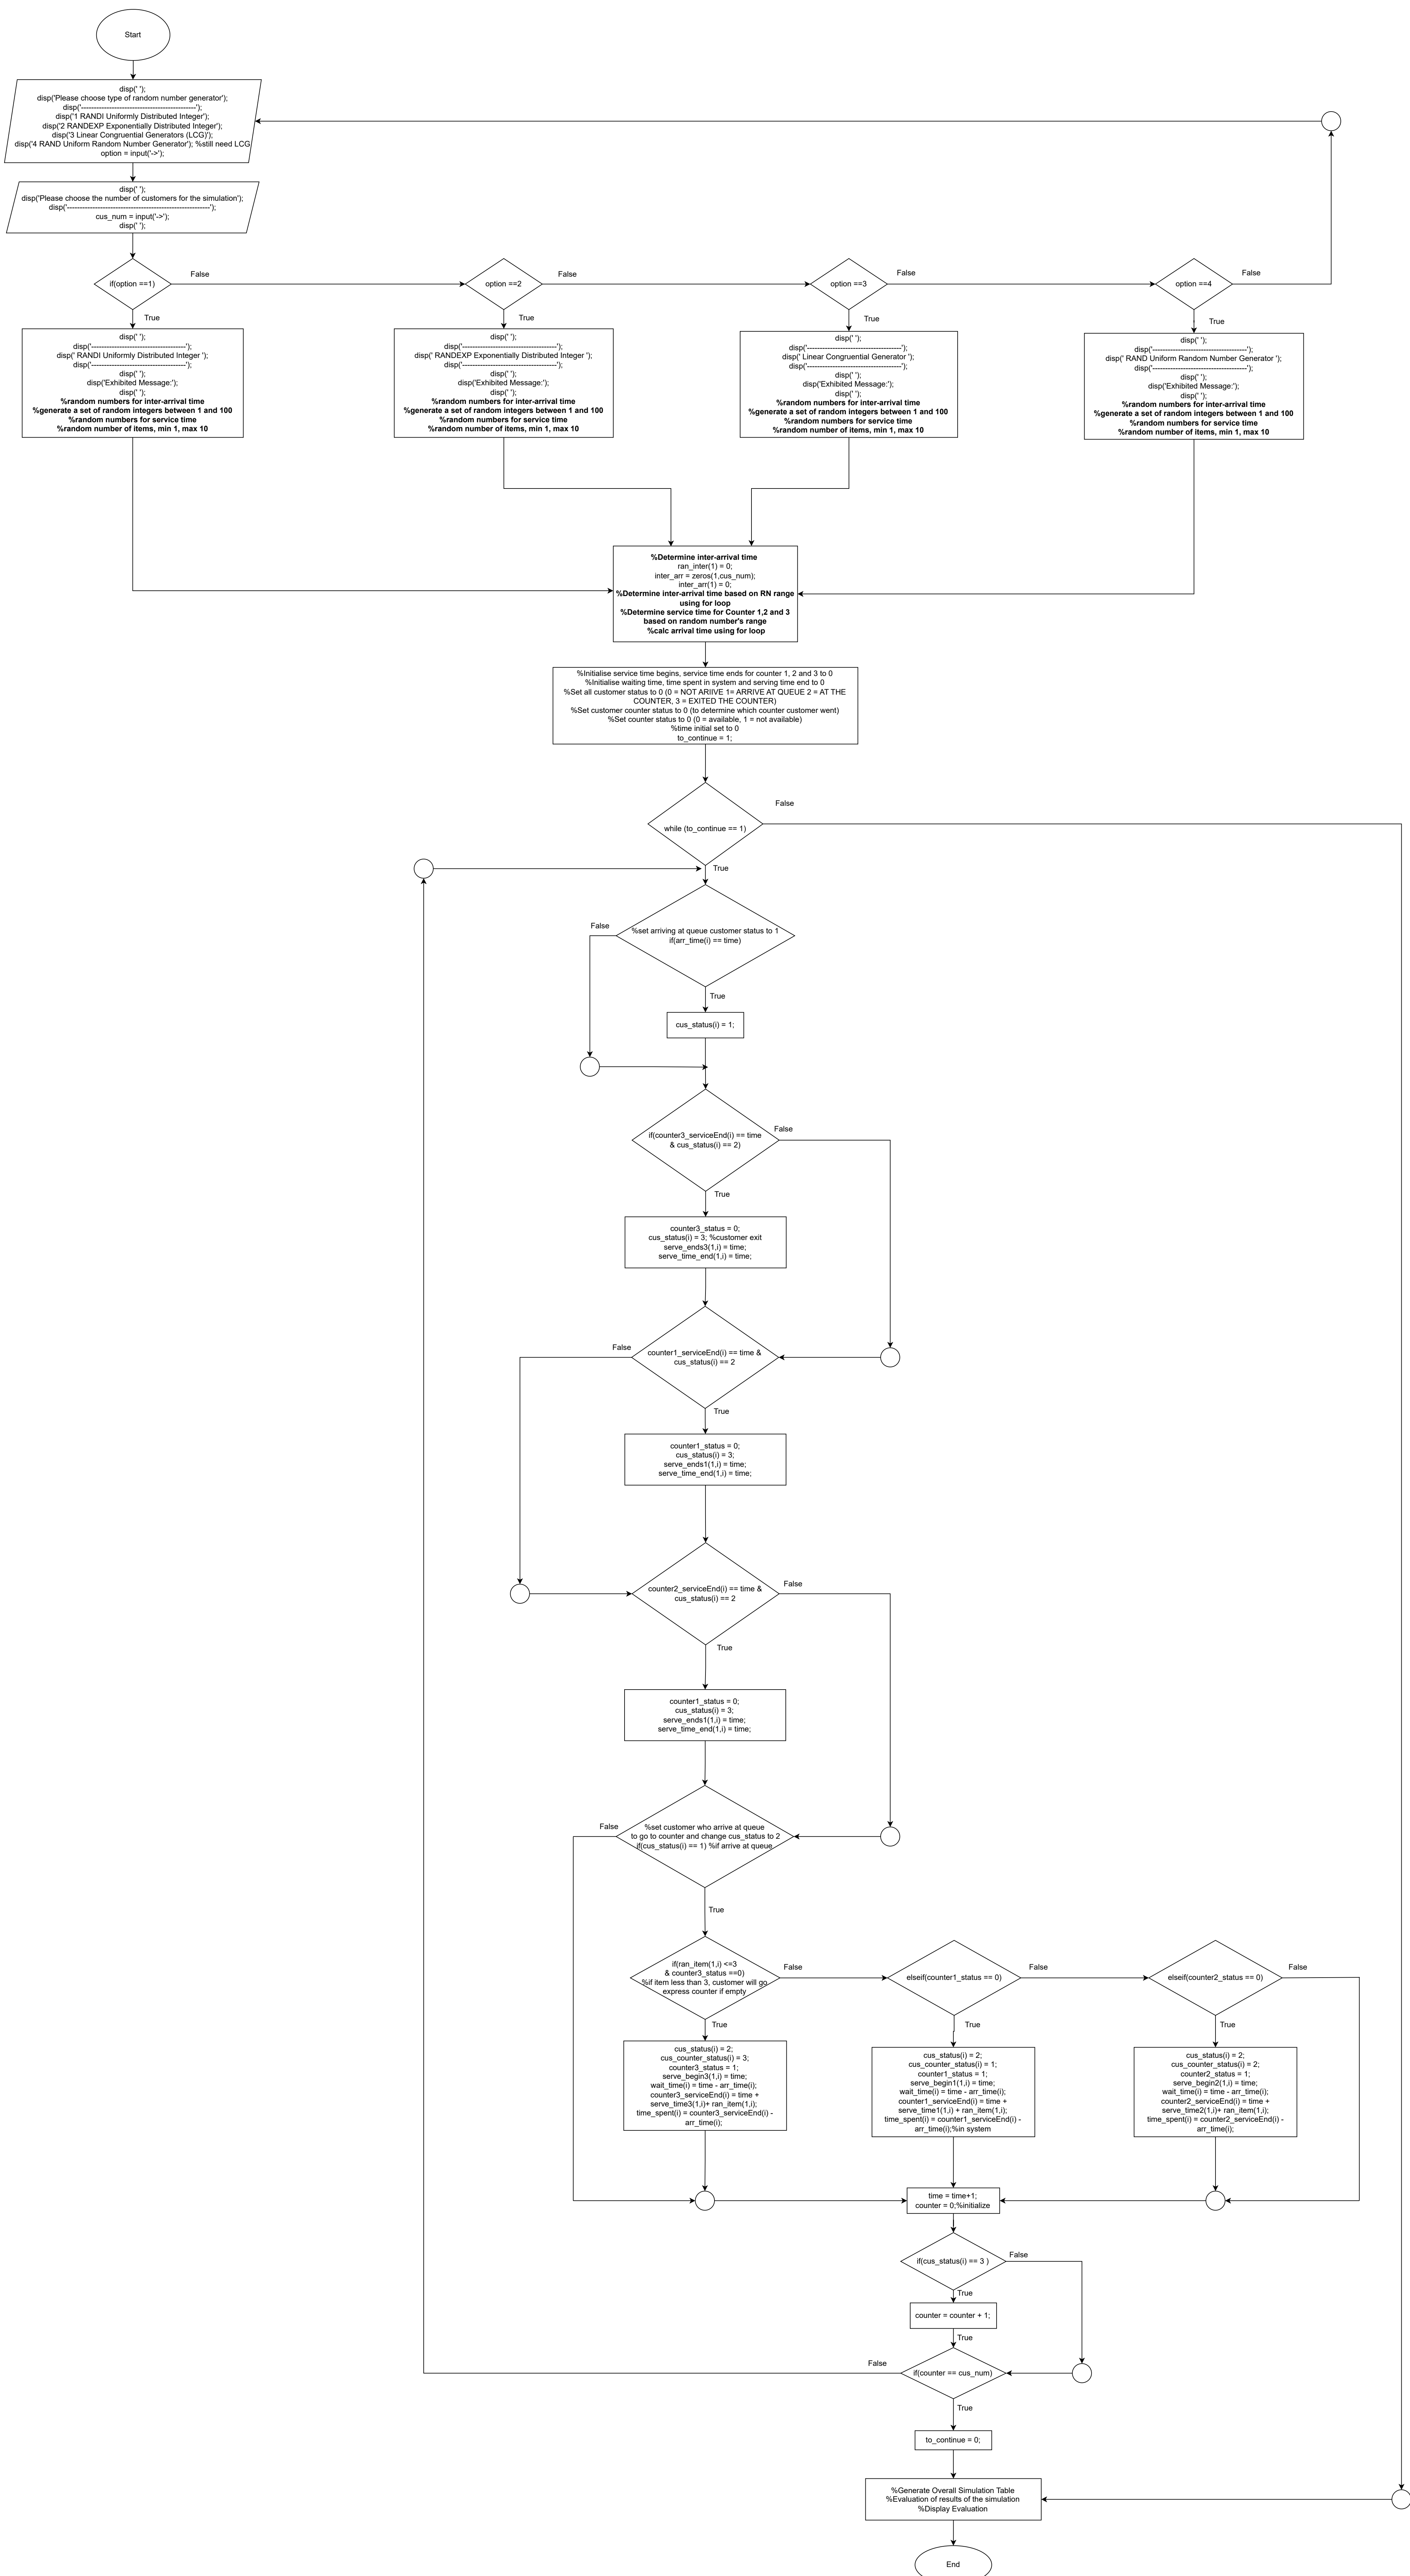 Start
disp(' ');
disp('Please choose type of random number generator');
disp('----------------------------------------------');
disp('1 RANDI Uniformly Distributed Integer');
disp('2 RANDEXP Exponentially Distributed Integer');
disp('3 Linear Congruential Generators (LCG)');
disp('4 RAND Uniform Random Number Generator'); %still need LCG
option = input('->');
disp(' ');
disp('Please choose the number of customers for the simulation');
disp('---------------------------------------------------------');
cus_num = input('->');
disp(' ');
if(option ==1)
False
option ==2
False
option ==3
False
option ==4
False
True
True
True
True
disp(' ');
disp('--------------------------------------');
disp(' RANDI Uniformly Distributed Integer ');
disp('--------------------------------------');
disp(' ');
disp('Exhibited Message:');
disp(' ');
%random numbers for inter-arrival time
%generate a set of random integers between 1 and 100
%random numbers for service time
%random number of items, min 1, max 10
disp(' ');
disp('--------------------------------------');
disp(' RANDEXP Exponentially Distributed Integer ');
disp('--------------------------------------');
disp(' ');
disp('Exhibited Message:');
disp(' ');
%random numbers for inter-arrival time
%generate a set of random integers between 1 and 100
%random numbers for service time
%random number of items, min 1, max 10
disp(' ');
disp('--------------------------------------');
disp(' Linear Congruential Generator ');
disp('--------------------------------------');
disp(' ');
disp('Exhibited Message:');
disp(' ');
%random numbers for inter-arrival time
%generate a set of random integers between 1 and 100
%random numbers for service time
%random number of items, min 1, max 10
disp(' ');
disp('--------------------------------------');
disp(' RAND Uniform Random Number Generator ');
disp('--------------------------------------');
disp(' ');
disp('Exhibited Message:');
disp(' ');
%random numbers for inter-arrival time
%generate a set of random integers between 1 and 100
%random numbers for service time
%random number of items, min 1, max 10
%Determine inter-arrival time
ran_inter(1) = 0;
inter_arr = zeros(1,cus_num);
inter_arr(1) = 0;
%Determine inter-arrival time based on RN range
using for loop
%Determine service time for Counter 1,2 and 3
based on random number's range
%calc arrival time using for loop
%Initialise service time begins, service time ends for counter 1, 2 and 3 to 0
%Initialise waiting time, time spent in system and serving time end to 0
%Set all customer status to 0 (0 = NOT ARIIVE 1= ARRIVE AT QUEUE 2 = AT THE
COUNTER, 3 = EXITED THE COUNTER)
%Set customer counter status to 0 (to determine which counter customer went)
%Set counter status to 0 (0 = available, 1 = not available)
%time initial set to 0
to_continue = 1;
False
while (to_continue == 1)
True
False
%set arriving at queue customer status to 1
if(arr_time(i) == time)
True
cus_status(i) = 1;
False
if(counter3_serviceEnd(i) == time
& cus_status(i) == 2)
True
counter3_status = 0;
cus_status(i) = 3; %customer exit
serve_ends3(1,i) = time;
serve_time_end(1,i) = time;
False
counter1_serviceEnd(i) == time &
cus_status(i) == 2
True
counter1_status = 0;
cus_status(i) = 3;
serve_ends1(1,i) = time;
serve_time_end(1,i) = time;
False
counter2_serviceEnd(i) == time &
cus_status(i) == 2
True
counter1_status = 0;
cus_status(i) = 3;
serve_ends1(1,i) = time;
serve_time_end(1,i) = time;
False
%set customer who arrive at queue
to go to counter and change cus_status to 2
if(cus_status(i) == 1) %if arrive at queue
True
if(ran_item(1,i) <=3
& counter3_status ==0)
%if item less than 3, customer will go
express counter if empty
False
elseif(counter1_status == 0)
False
elseif(counter2_status == 0)
False
True
True
True
cus_status(i) = 2;
cus_counter_status(i) = 3;
counter3_status = 1;
serve_begin3(1,i) = time;
wait_time(i) = time - arr_time(i);
counter3_serviceEnd(i) = time +
serve_time3(1,i)+ ran_item(1,i);
time_spent(i) = counter3_serviceEnd(i) -
arr_time(i);
cus_status(i) = 2;
cus_counter_status(i) = 1;
counter1_status = 1;
serve_begin1(1,i) = time;
wait_time(i) = time - arr_time(i);
counter1_serviceEnd(i) = time +
serve_time1(1,i) + ran_item(1,i);
time_spent(i) = counter1_serviceEnd(i) -
arr_time(i);%in system
cus_status(i) = 2;
cus_counter_status(i) = 2;
counter2_status = 1;
serve_begin2(1,i) = time;
wait_time(i) = time - arr_time(i);
counter2_serviceEnd(i) = time +
serve_time2(1,i)+ ran_item(1,i);
time_spent(i) = counter2_serviceEnd(i) -
arr_time(i);
time = time+1;
counter = 0;%initialize
if(cus_status(i) == 3 )
False
True
counter = counter + 1;
True
False
if(counter == cus_num)
True
to_continue = 0;
%Generate Overall Simulation Table
%Evaluation of results of the simulation
%Display Evaluation
End